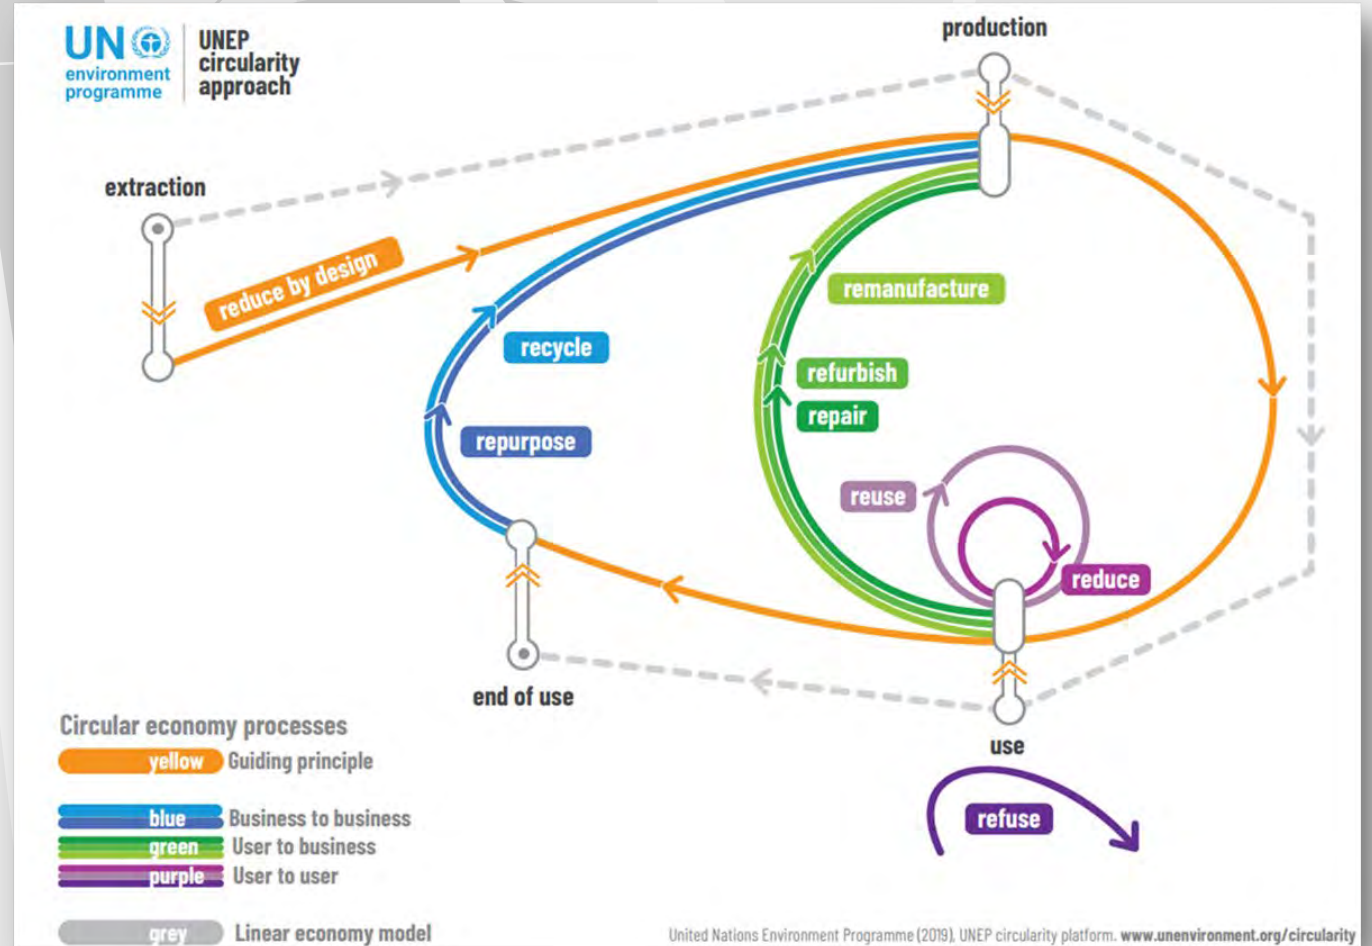 UN
environment
programme
UNEP
circularity
approach
production
extraction
reduce by design
remanufacture
recycle
refurbish
repair
repurpose
reuse
reduce
end of use
use
refuse
Circular economy processes
yellow Guiding principle
blue Business to business
green User to business
purple User to user
grey Linear economy model
United Nations Environment Programme (2019), UNEP circularity platform. www.unenvironment.org/circularity